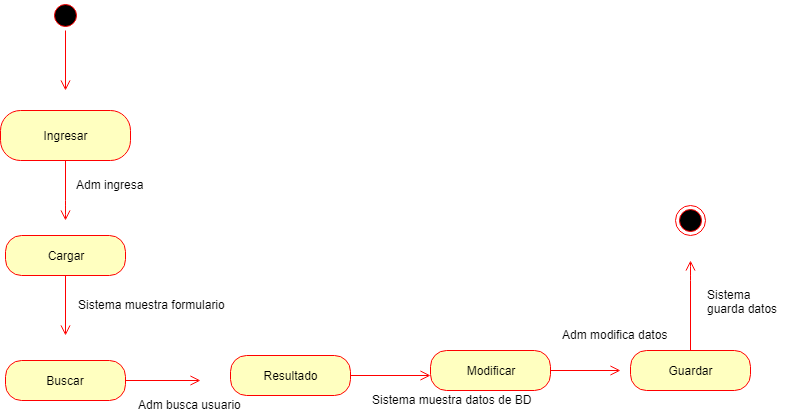 Ingresar
Adm ingresa
Cargar
Sistema muestra formulario
Buscar
Adm busca usuario
Resultado
Sistema muestra datos de BD
Modificar
Adm modifica datos
Guardar
Sistema
guarda datos